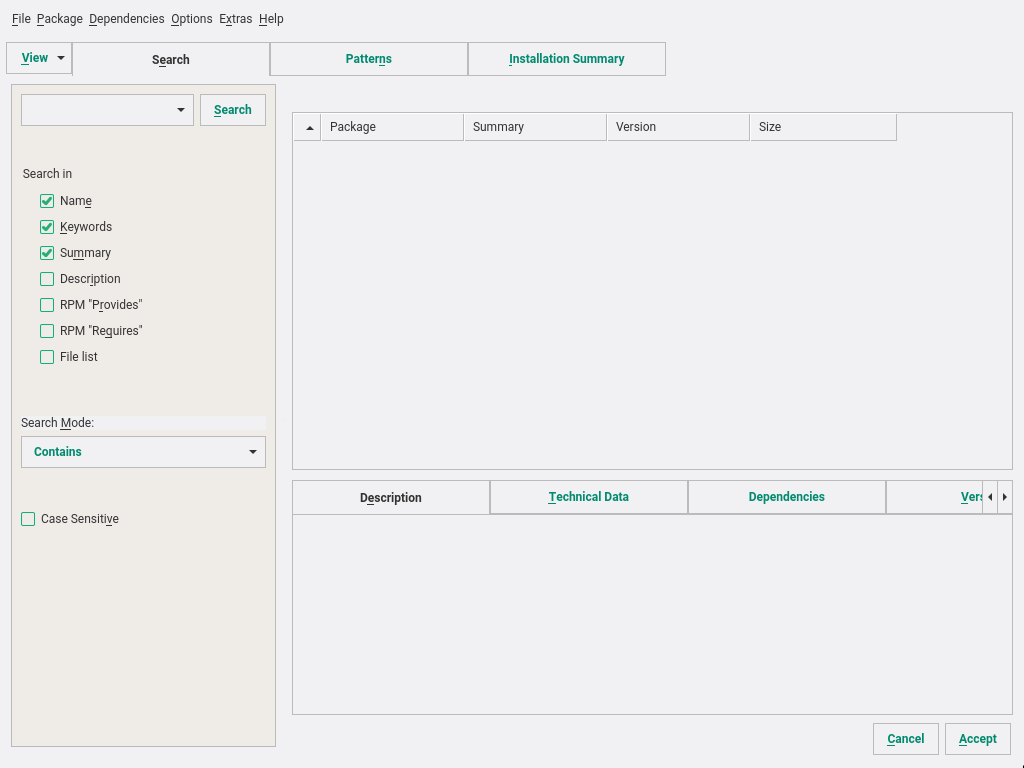 File Package Dependencies Options Extras Help
View Search Patterns Installation Summary
Search
Package Summary Version Size
Search in
Name
Keywords
Summary
Description
RPM "Provides"
RPM "Requires"
File list
Search Mode:
Contains
Case Sensitive
Description Technical Data Dependencies
Cancel Accept